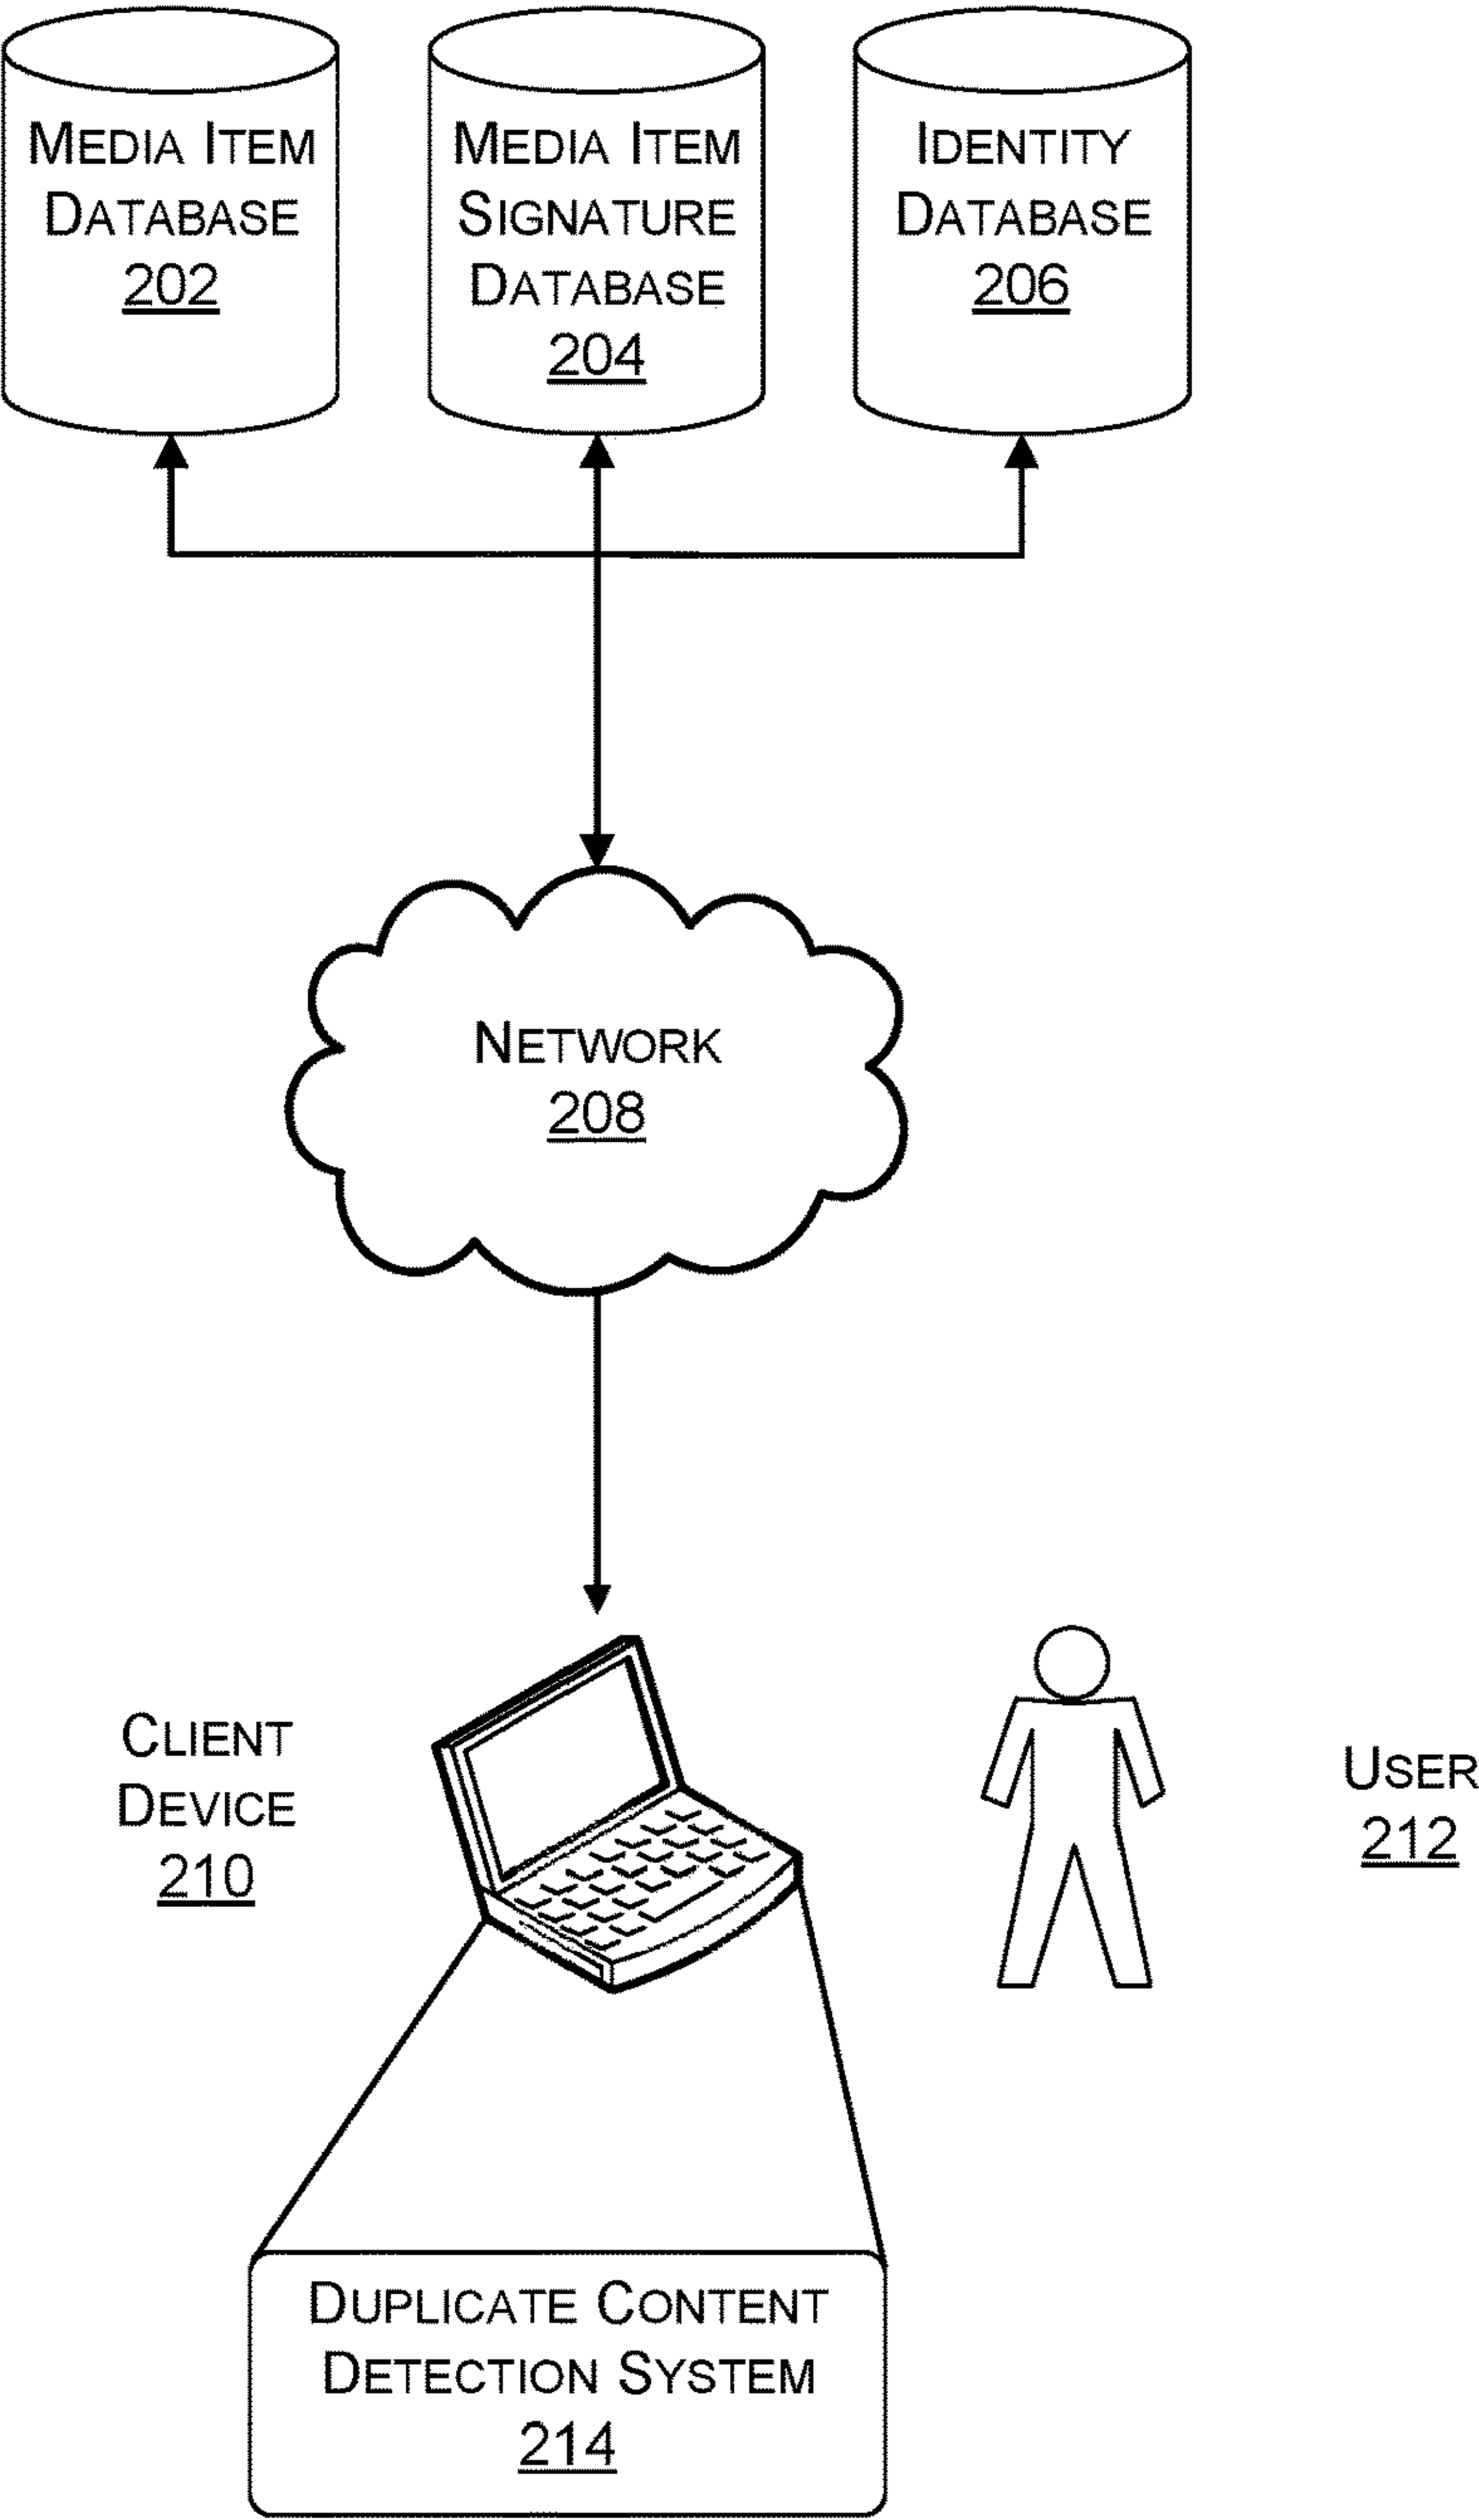 MEDIA ITEM
DATABASE
202
MEDIA ITEM
SIGNATURE
DATABASE
204
IDENTITY
DATABASE
206
NETWORK
208
CLIENT
DEVICE
210
USER
212
DUPLICATE CONTENT
DETECTION SYSTEM
214